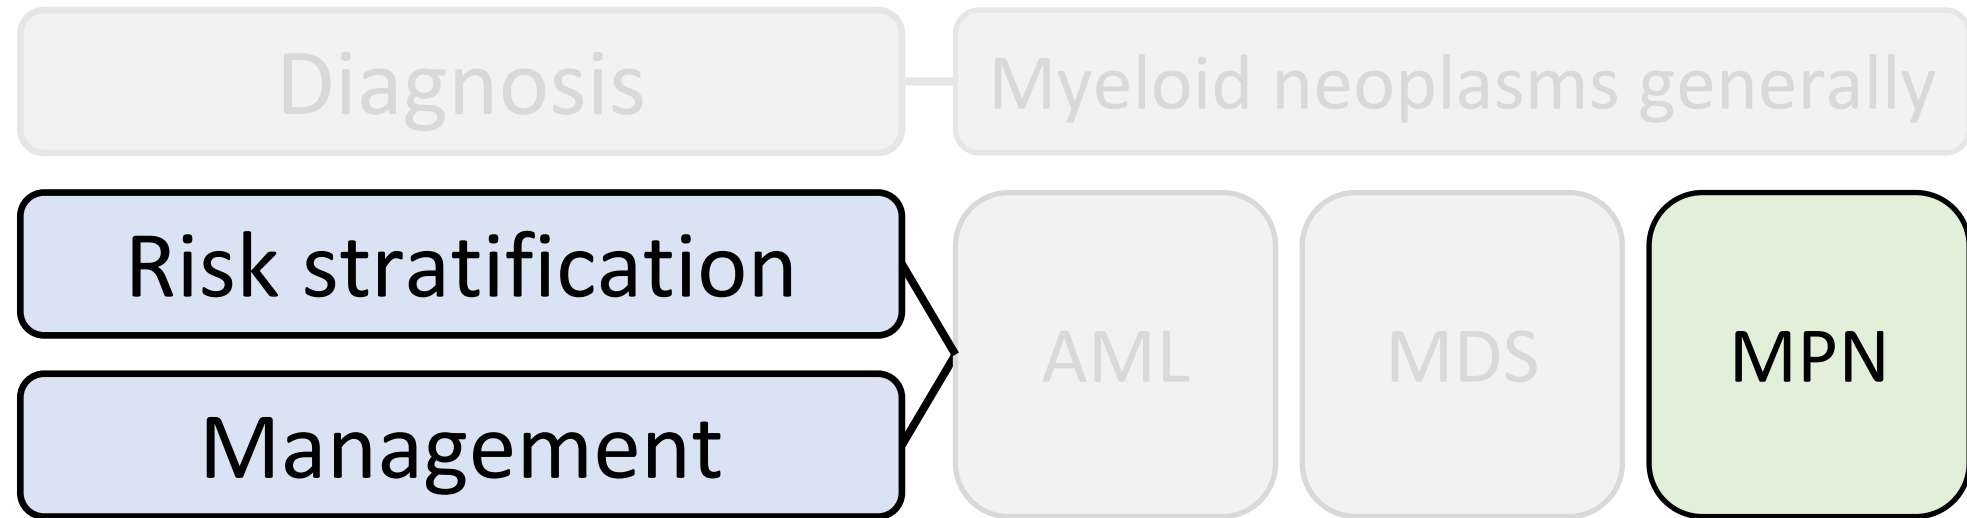 Diagnosis
Myeloid neoplasms generally
Risk stratification
Management
AML
MDS
MPN